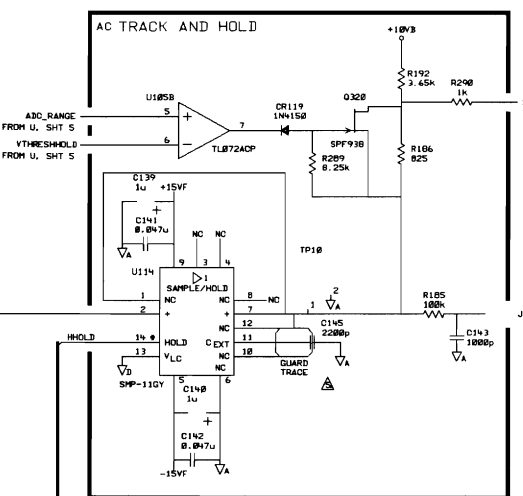 AC TRACK AND HOLD
+10VB
R192
3.65k
R290
1k
U105B
CR119
1N4150
Q320
ADC_RANGE
FROM U, SHT S
5
+
7
VTHRESHHOLD
FROM U, SHT S
6
−
TL072ACP
SPF938
R289
8.25k
R186
825
C139
1u
+15VF
+
C141
0.047u
A
NC
NC
TP10
U114
9
3
4
1
SAMPLE/HOLD
1
NC
NC
8
NC
2
+
+
7
1
2
A
R185
100k
J
NC
12
C145
2200p
C143
1000p
HHOLD
14
HOLD
C EXT
11
13
VLC
NC
10
GUARD
TRACE
A
A
D
SMP-11GY
5
C140
1u
6
+
C142
0.047u
-15VF
A